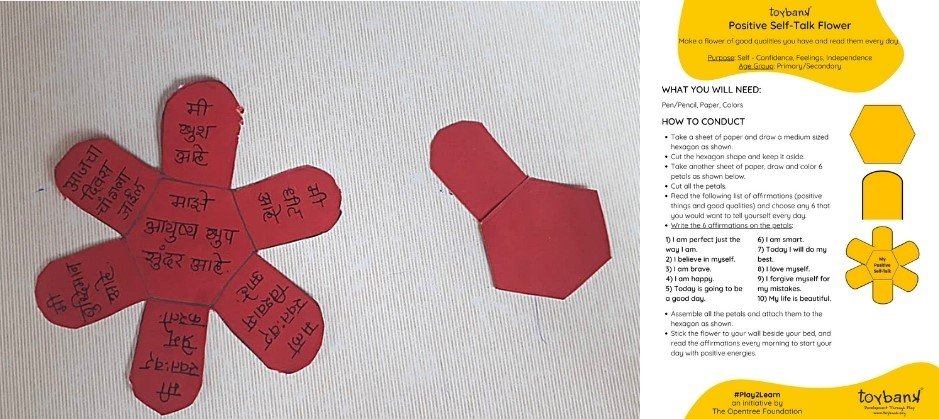 मी
खुश
आहे
मी
धीट
आहे
माझा
स्वतःवर
विश्वास
आहे.
मी
स्वतःवर
प्रेम
करतो.
मी
हुशार
आहे
आजचा
दिवस
चांगला
जाईल
माझे
आयुष्य खुप
सुंदर आहे.
toybank
Positive Self-Talk Flower
Make a flower of good qualities you have and read them every day.
Purpose: Self - Confidence, Feelings, Independence
Age Group: Primary/Secondary
WHAT YOU WILL NEED:
Pen/Pencil, Paper, Colors
HOW TO CONDUCT
• Take a sheet of paper and draw a medium sized
hexagon as shown.
• Cut the hexagon shape and keep it aside.
• Take another sheet of paper, draw and color 6
petals as shown below.
• Cut all the petals.
• Read the following list of affirmations (positive
things and good qualities) and choose any 6 that
you would want to tell yourself every day.
• Write the 6 affirmations on the petals:
1) I am perfect just the
way I am.
2) I believe in myself.
3) I am brave.
4) I am happy.
5) Today is going to be
a good day.
6) I am smart.
7) Today I will do my
best.
8) I love myself.
9) I forgive myself for
my mistakes.
10) My life is beautiful.
• Assemble all the petals and attach them to the
hexagon as shown.
• Stick the flower to your wall beside your bed, and
read the affirmations every morning to start your
day with positive energies.
My
Positive
Self-Talk
#Play2Learn
an Initiative by
The Opentree Foundation
toybank
Development Through Play
www.toybank.org